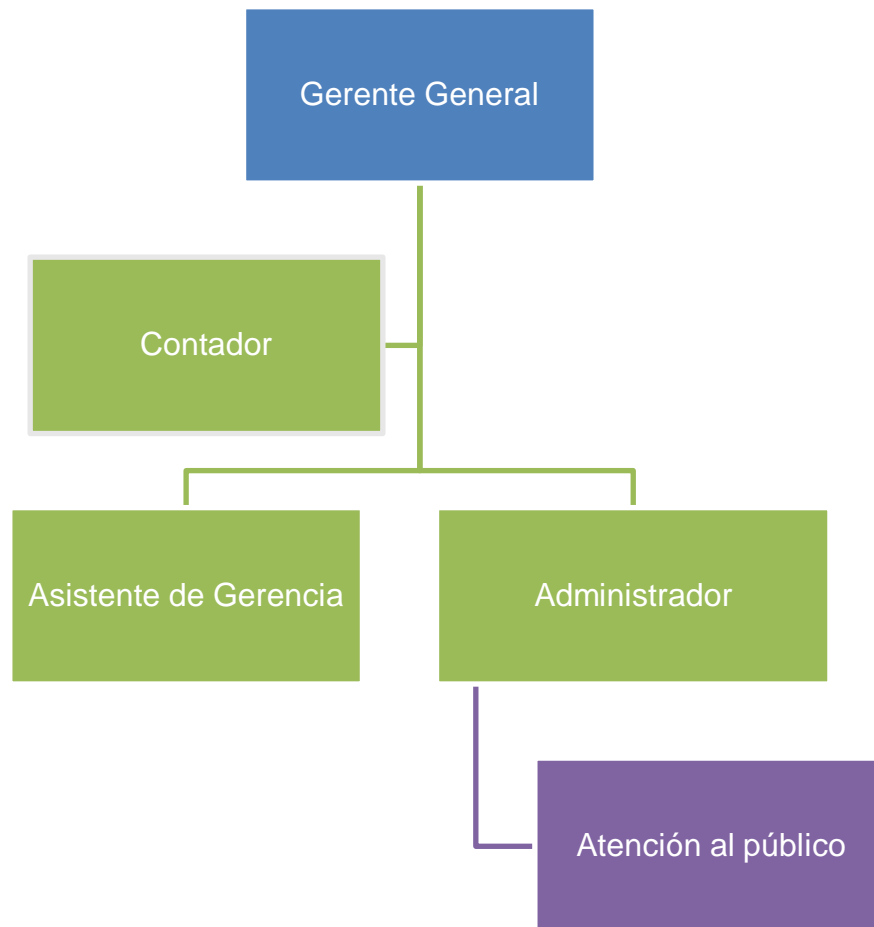 Gerente General
Contador
Asistente de Gerencia
Administrador
Atención al público